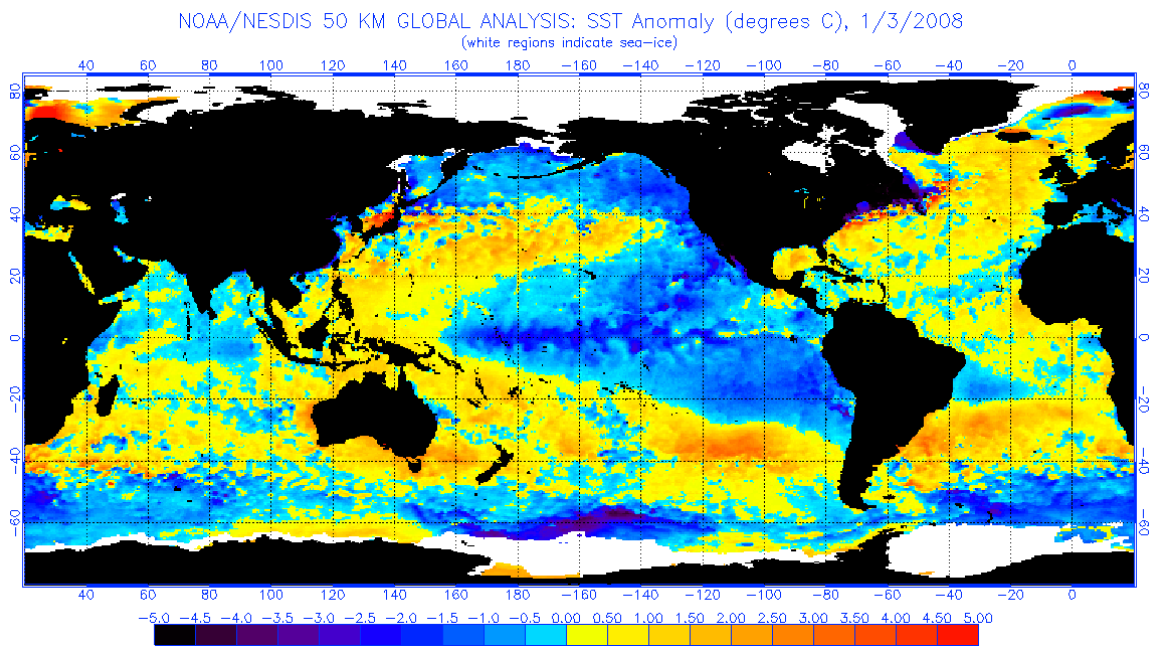 NOAA/NESDIS 50 KM GLOBAL ANALYSIS: SST Anomaly (degrees C), 1/3/2008
(white regions indicate sea-ice)
40 60 80 100 120 140 160 180 -160 -140 -120 -100 -80 -60 -40 -20 0
80 80
60 60
40 40
20 20
0 0
-20 -20
-40 -40
-60 -60
40 60 80 100 120 140 160 180 -160 -140 -120 -100 -80 -60 -40 -20 0
-5.0 -4.5 -4.0 -3.5 -3.0 -2.5 -2.0 -1.5 -1.0 -0.5 0.00 0.50 1.00 1.50 2.00 2.50 3.00 3.50 4.00 4.50 5.00